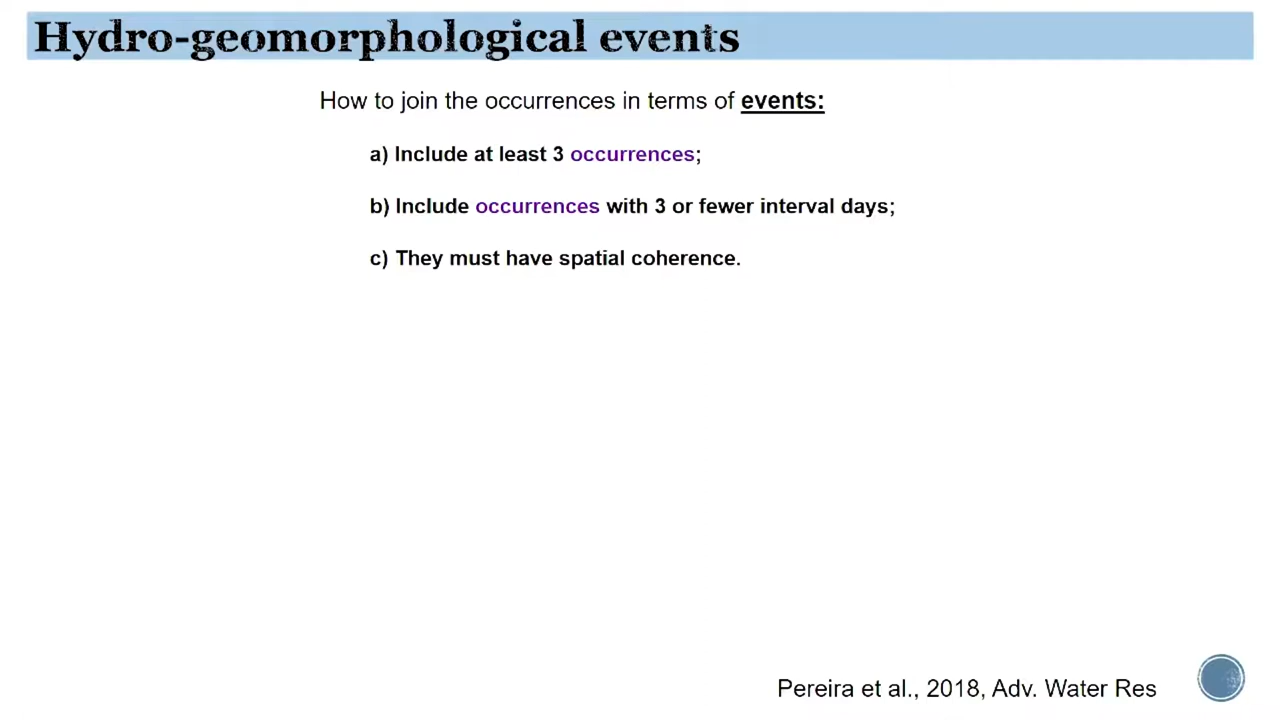 Hydro-geomorphological events
How to join the occurrences in terms of events:
a) Include at least 3 occurrences;
b) Include occurrences with 3 or fewer interval days;
c) They must have spatial coherence.
Pereira et al., 2018, Adv. Water Res